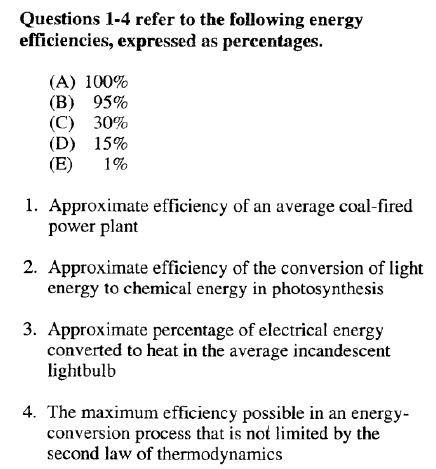 Questions 1-4 refer to the following energy
efficiencies, expressed as percentages.
(A) 100%
(B) 95%
(C) 30%
(D) 15%
(E) 1%
1. Approximate efficiency of an average coal-fired
power plant
2. Approximate efficiency of the conversion of light
energy to chemical energy in photosynthesis
3. Approximate percentage of electrical energy
converted to heat in the average incandescent
lightbulb
4. The maximum efficiency possible in an energy-
conversion process that is not limited by the
second law of thermodynamics